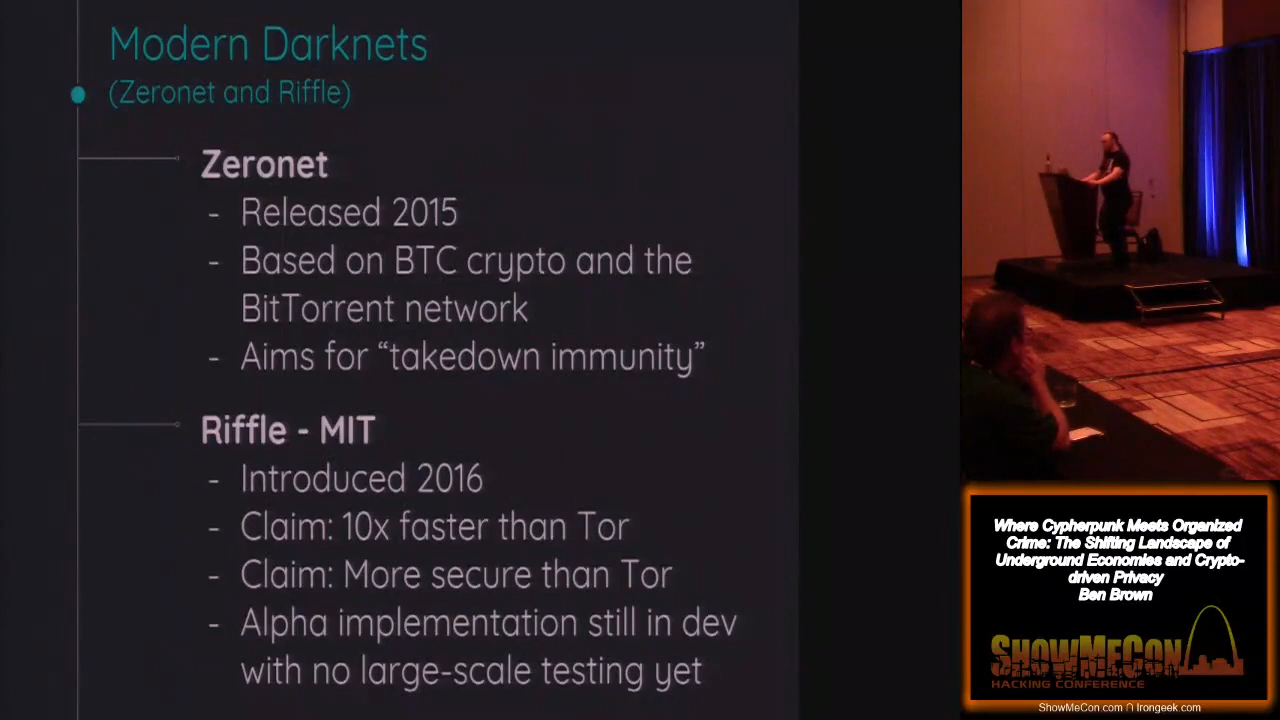 Modern Darknets
(Zeronet and Riffle)
Zeronet
- Released 2015
- Based on BTC crypto and the
BitTorrent network
- Aims for “takedown immunity”
Riffle - MIT
- Introduced 2016
- Claim: 10x faster than Tor
- Claim: More secure than Tor
- Alpha implementation still in dev
with no large-scale testing yet
Where Cypherpunk Meets Organized
Crime: The Shifting Landscape of
Underground Economies and Crypto-
driven Privacy
Ben Brown
ShowMeCon
HACKING CONFERENCE
ShowMeCon.com ∩ Irongeek.com